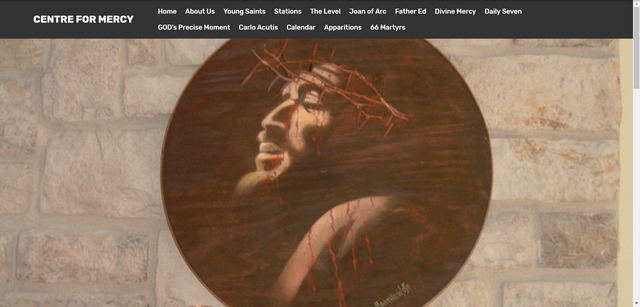 CENTRE FOR MERCY
Home About Us Young Saints Stations The Level Joan of Arc Father Ed Divine Mercy Daily Seven
GOD's Precise Moment Carlo Acutis Calendar Apparitions 66 Martyrs